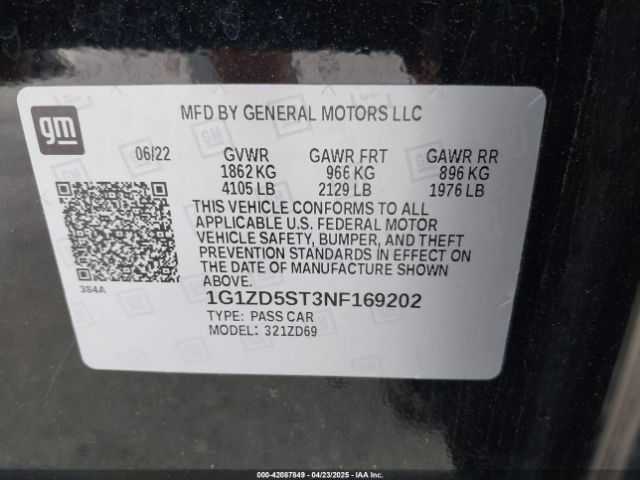 gm
MFD BY GENERAL MOTORS LLC
06/22 GVWR GAWR FRT GAWR RR
1862 KG 966 KG 896 KG
4105 LB 2129 LB 1976 LB
THIS VEHICLE CONFORMS TO ALL
APPLICABLE U.S. FEDERAL MOTOR
VEHICLE SAFETY, BUMPER, AND THEFT
PREVENTION STANDARDS IN EFFECT ON
THE DATE OF MANUFACTURE SHOWN
ABOVE.
384A
1G1ZD5ST3NF169202
TYPE: PASS CAR
MODEL: 321ZD69
000-42087849 - 04/23/2025 - IAAI.COM